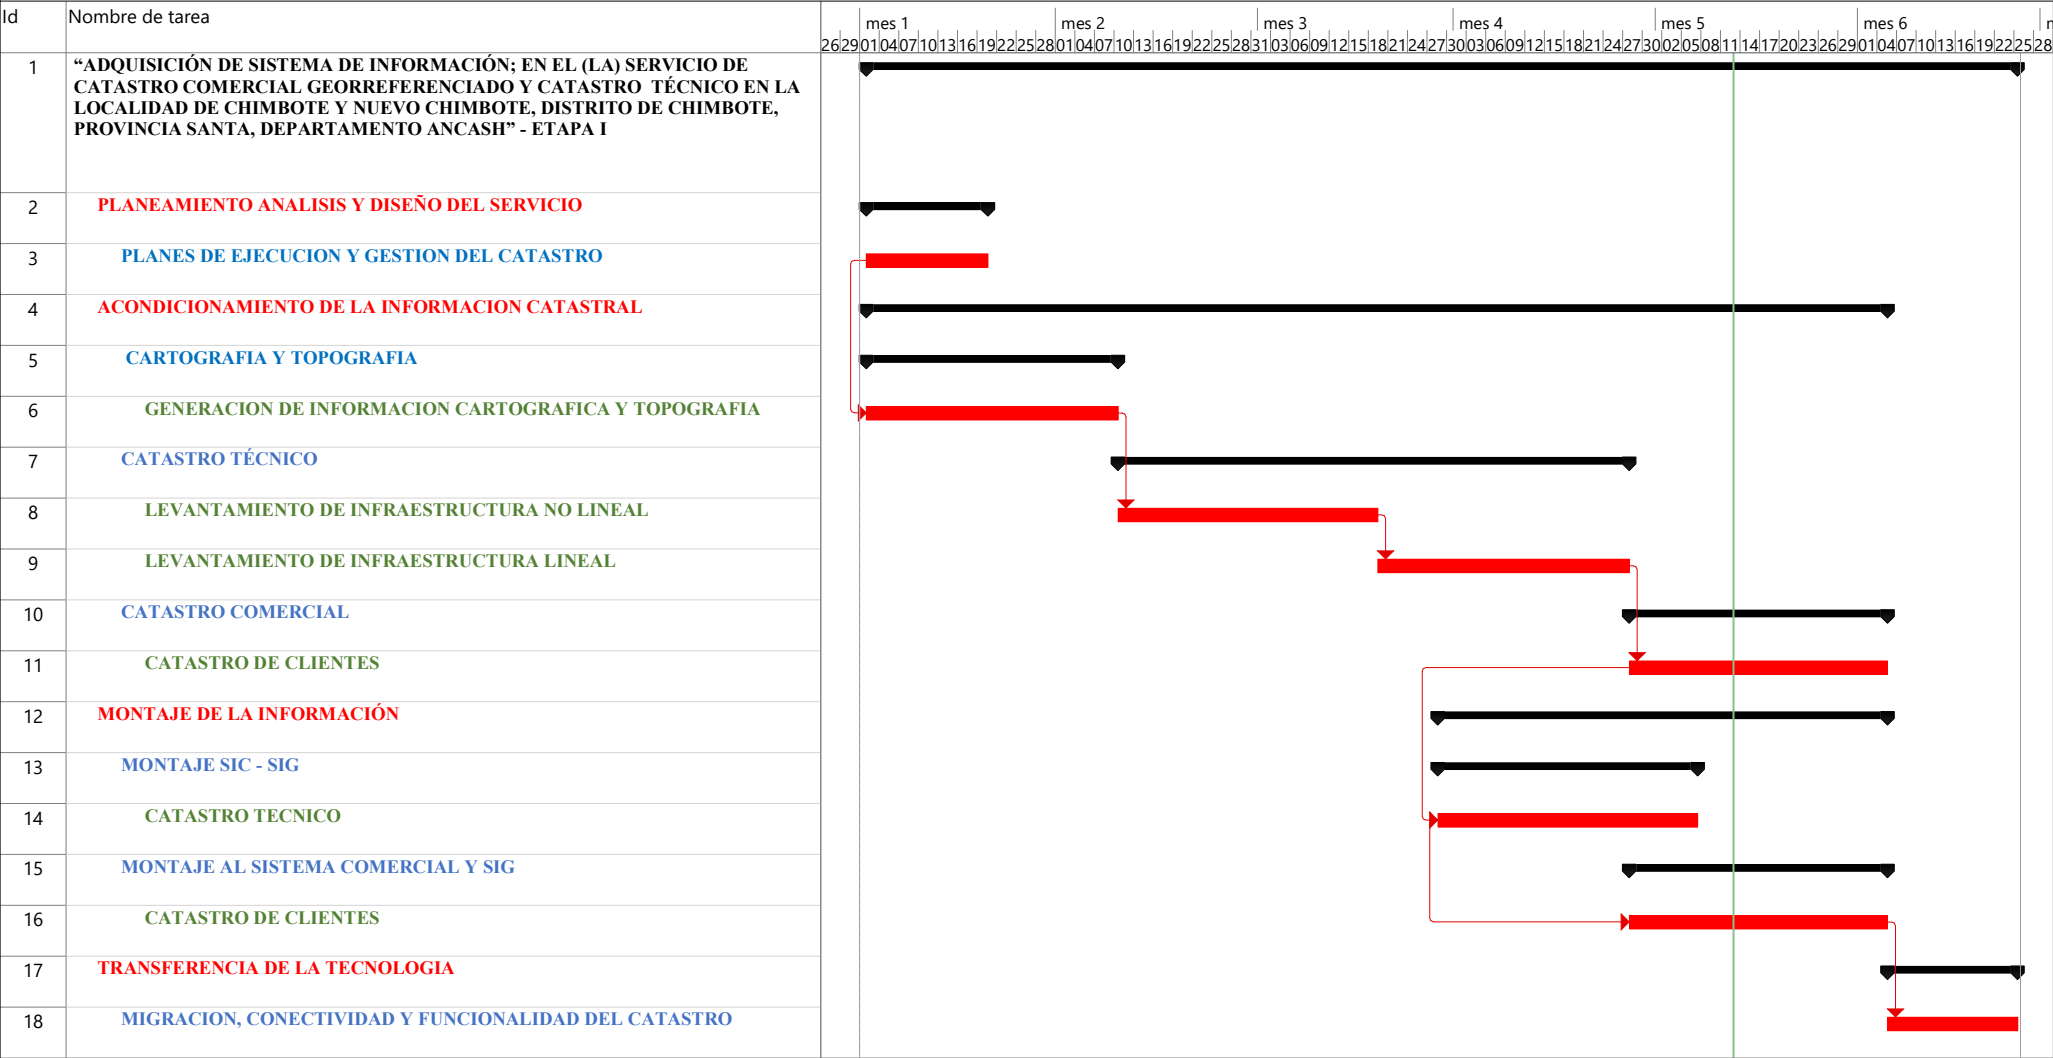 Id Nombre de tarea
mes 1 mes 2 mes 3 mes 4 mes 5 mes 6
26 29 01 04 07 10 13 16 19 22 25 28 01 04 07 10 13 16 19 22 25 28 31 03 06 09 12 15 18 21 24 27 30 03 06 09 12 15 18 21 24 27 30 02 05 08 11 14 17 20 23 26 29 01 04 07 10 13 16 19 22 25 28
1 “ADQUISICIÓN DE SISTEMA DE INFORMACIÓN; EN EL (LA) SERVICIO DE
CATASTRO COMERCIAL GEORREFERENCIADO Y CATASTRO TÉCNICO EN LA
LOCALIDAD DE CHIMBOTE Y NUEVO CHIMBOTE, DISTRITO DE CHIMBOTE,
PROVINCIA SANTA, DEPARTAMENTO ANCASH” - ETAPA I
2 PLANEAMIENTO ANALISIS Y DISEÑO DEL SERVICIO
3 PLANES DE EJECUCION Y GESTION DEL CATASTRO
4 ACONDICIONAMIENTO DE LA INFORMACION CATASTRAL
5 CARTOGRAFIA Y TOPOGRAFIA
6 GENERACION DE INFORMACION CARTOGRAFICA Y TOPOGRAFIA
7 CATASTRO TÉCNICO
8 LEVANTAMIENTO DE INFRAESTRUCTURA NO LINEAL
9 LEVANTAMIENTO DE INFRAESTRUCTURA LINEAL
10 CATASTRO COMERCIAL
11 CATASTRO DE CLIENTES
12 MONTAJE DE LA INFORMACIÓN
13 MONTAJE SIC - SIG
14 CATASTRO TECNICO
15 MONTAJE AL SISTEMA COMERCIAL Y SIG
16 CATASTRO DE CLIENTES
17 TRANSFERENCIA DE LA TECNOLOGIA
18 MIGRACION, CONECTIVIDAD Y FUNCIONALIDAD DEL CATASTRO